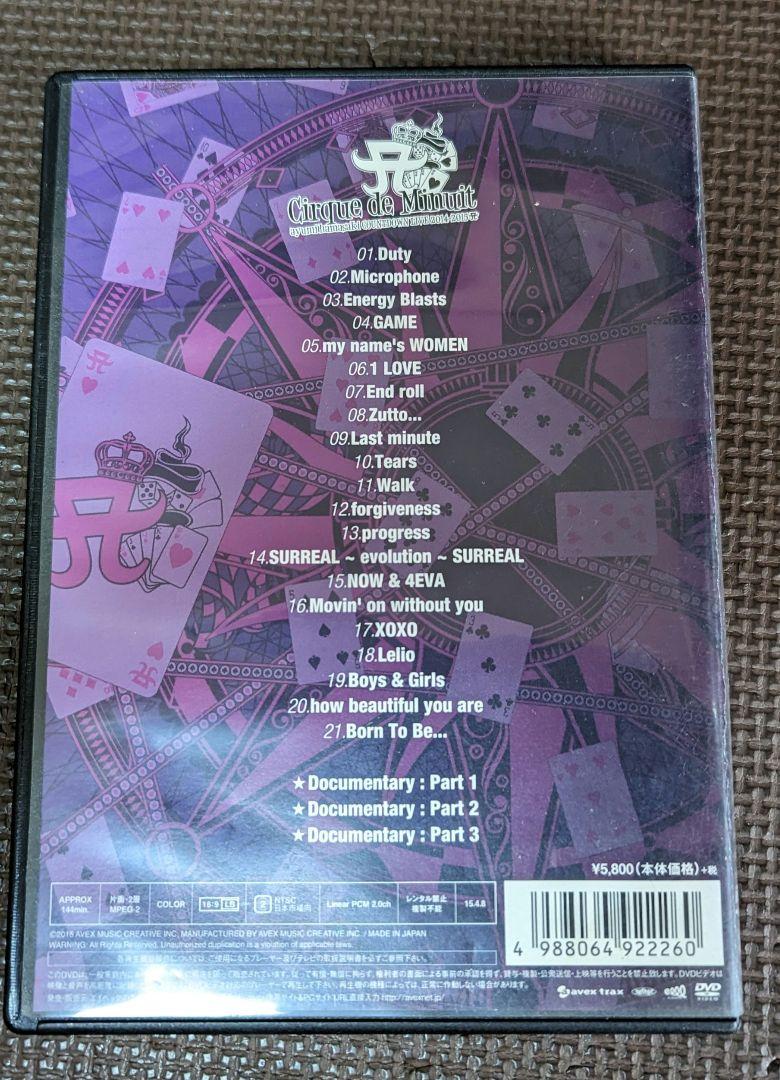 Cirque de Minuit
ayumi hamasaki COUNTDOWN LIVE 2014-2015 A
01.Duty
02.Microphone
03.Energy Blasts
04.GAME
05.my name's WOMEN
06.1 LOVE
07.End roll
08.Zutto...
09.Last minute
10.Tears
11.Walk
12.forgiveness
13.progress
14.SURREAL ~ evolution ~ SURREAL
15.NOW & 4EVA
16.Movin' on without you
17.XOXO
18.Lelio
19.Boys & Girls
20.how beautiful you are
21.Born To Be...
★Documentary : Part 1
★Documentary : Part 2
★Documentary : Part 3
¥5,800(本体価格)+税
APPROX 144min.
片面・2層 MPEG-2
COLOR
16:9 LB
2 NTSC 日本市場向
Linear PCM 2.0ch
レンタル禁止 複製不能
15.4.8
4 988064 922260
©2015 AVEX MUSIC CREATIVE INC. MANUFACTURED BY AVEX MUSIC CREATIVE INC. / MADE IN JAPAN
WARNING: All Rights Reserved. Unauthorized duplication is a violation of applicable laws.
avex trax
DVD VIDEO